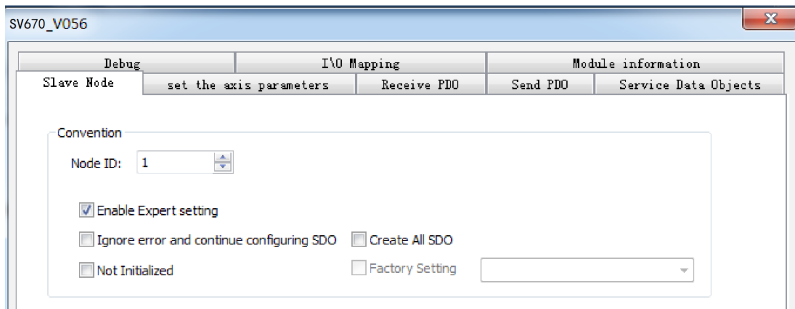 SV670_V056
X
Debug I\O Mapping Module information
Slave Node set the axis parameters Receive PDO Send PDO Service Data Objects
Convention
Node ID: 1
Enable Expert setting
Ignore error and continue configuring SDO Create All SDO
Not Initialized Factory Setting